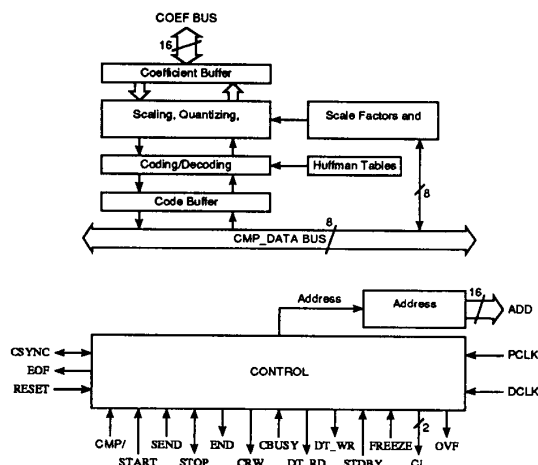 COEF BUS
16
Coefficient Buffer
Scaling, Quantizing,
Scale Factors and
Coding/Decoding
Huffman Tables
8
Code Buffer
8
CMP_DATA BUS
16
Address
Address
ADD
CSYNC
PCLK
EOF
CONTROL
RESET
DCLK
2
CMP/ SEND END CBUSY DT_WR FREEZE OVF
START STOP CRW DT_RD STDBY